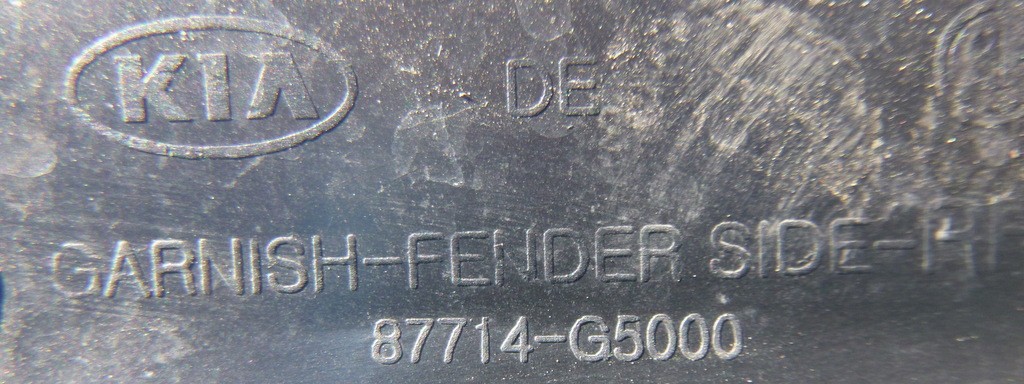 KIA DE
GARNISH-FENDER SIDE-
87714-G5000